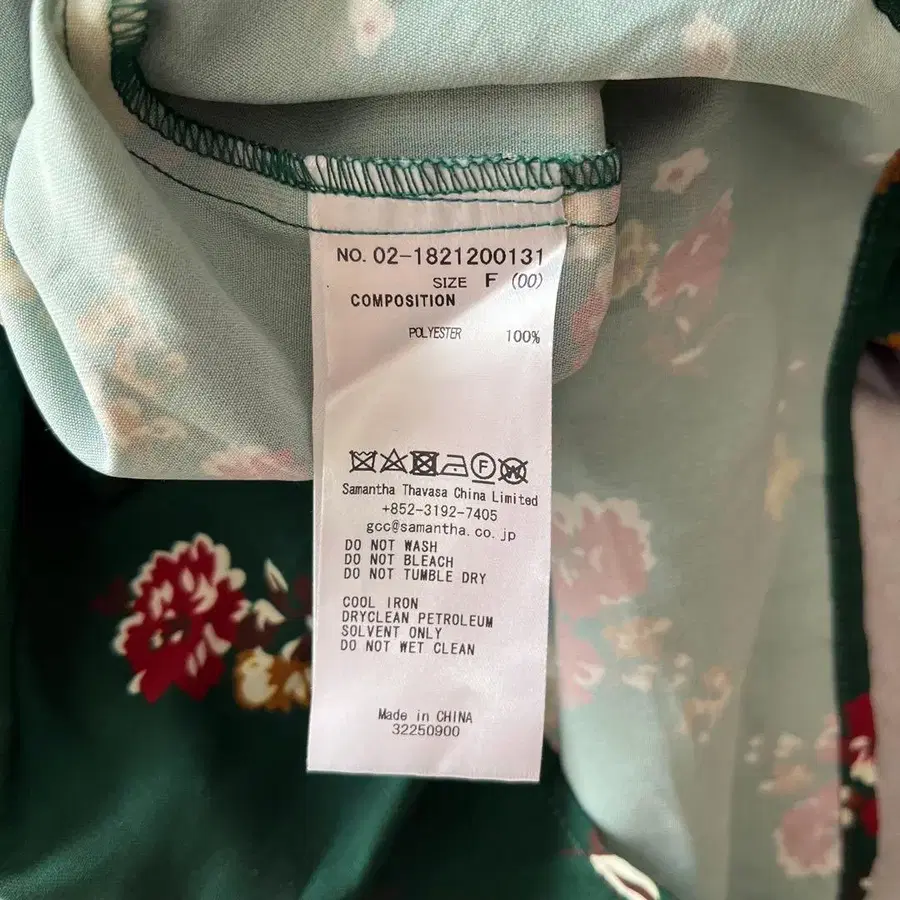 NO. 02-1821200131
SIZE F (00)
COMPOSITION
POLYESTER 100%
Samantha Thavasa China Limited
+852-3192-7405
gcc@samantha.co.jp
DO NOT WASH
DO NOT BLEACH
DO NOT TUMBLE DRY
COOL IRON
DRYCLEAN PETROLEUM
SOLVENT ONLY
DO NOT WET CLEAN
Made in CHINA
32250900